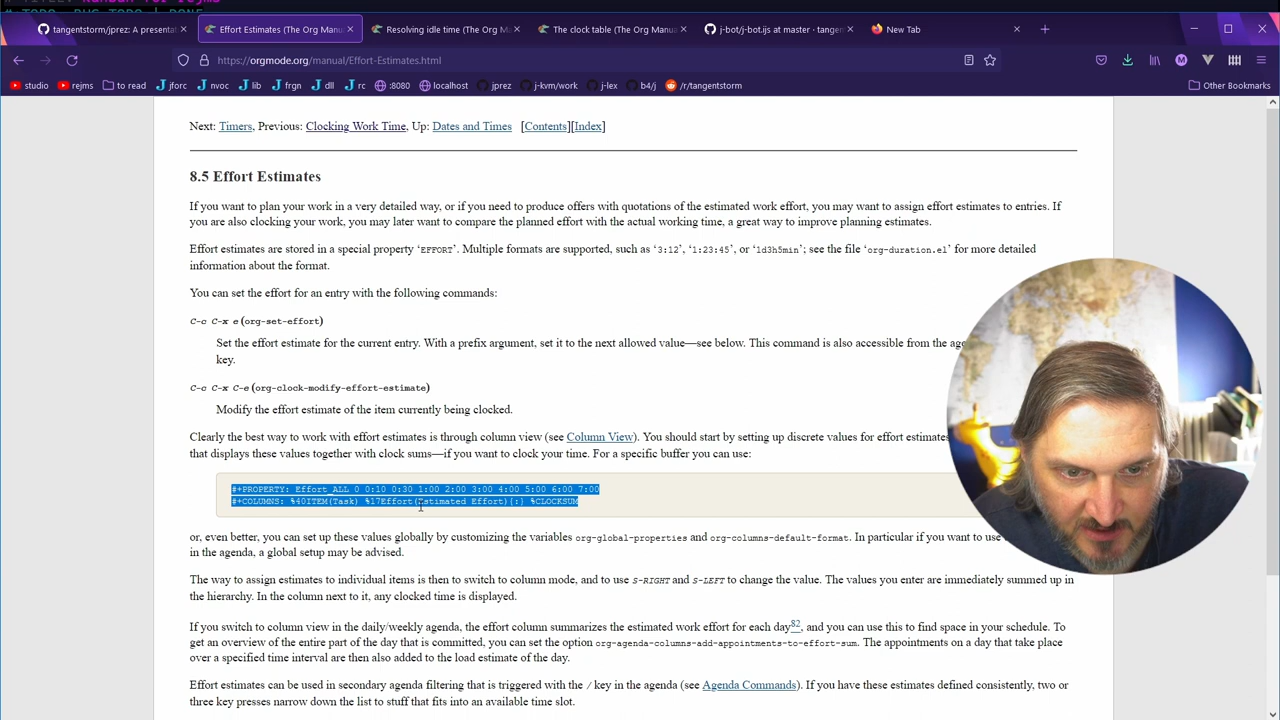 tangentstorm/jprez: A presentat
Effort Estimates (The Org Manua
Resolving idle time (The Org M
The clock table (The Org Manua
j-bot/j-bot.ijs at master · tangen
New Tab
https://orgmode.org/manual/Effort-Estimates.html
studio
rejms
to read
jforc
nvoc
lib
frgn
dll
rc
:8080
localhost
jprez
j-kvm/work
j-lex
b4/j
/r/tangentstorm
Other Bookmarks
Next: Timers, Previous: Clocking Work Time, Up: Dates and Times [Contents][Index]
8.5 Effort Estimates
If you want to plan your work in a very detailed way, or if you need to produce offers with quotations of the estimated work effort, you may want to assign effort estimates to entries. If
you are also clocking your work, you may later want to compare the planned effort with the actual working time, a great way to improve planning estimates.
Effort estimates are stored in a special property ‘EFFORT’. Multiple formats are supported, such as ‘3:12’, ‘1:23:45’, or ‘1d3h5min’; see the file ‘org-duration.el’ for more detailed
information about the format.
You can set the effort for an entry with the following commands:
C-c C-x e (org-set-effort)
Set the effort estimate for the current entry. With a prefix argument, set it to the next allowed value—see below. This command is also accessible from the age
key.
C-c C-x C-e (org-clock-modify-effort-estimate)
Modify the effort estimate of the item currently being clocked.
Clearly the best way to work with effort estimates is through column view (see Column View). You should start by setting up discrete values for effort estimates
that displays these values together with clock sums—if you want to clock your time. For a specific buffer you can use:
#+PROPERTY: Effort_ALL 0 0:10 0:30 1:00 2:00 3:00 4:00 5:00 6:00 7:00
#+COLUMNS: %40ITEM(Task) %17Effort(Estimated Effort){:} %CLOCKSUM
or, even better, you can set up these values globally by customizing the variables org-global-properties and org-columns-default-format. In particular if you want to use
in the agenda, a global setup may be advised.
The way to assign estimates to individual items is then to switch to column mode, and to use S-RIGHT and S-LEFT to change the value. The values you enter are immediately summed up in
the hierarchy. In the column next to it, any clocked time is displayed.
If you switch to column view in the daily/weekly agenda, the effort column summarizes the estimated work effort for each day82, and you can use this to find space in your schedule. To
get an overview of the entire part of the day that is committed, you can set the option org-agenda-columns-add-appointments-to-effort-sum. The appointments on a day that take place
over a specified time interval are then also added to the load estimate of the day.
Effort estimates can be used in secondary agenda filtering that is triggered with the / key in the agenda (see Agenda Commands). If you have these estimates defined consistently, two or
three key presses narrow down the list to stuff that fits into an available time slot.